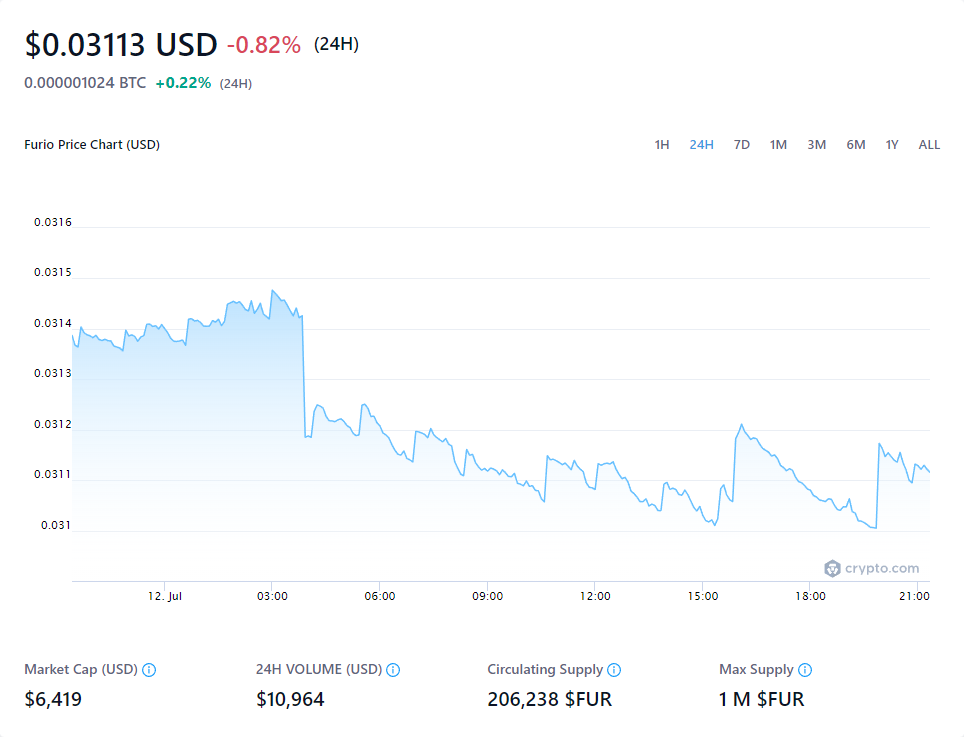 $0.03113 USD -0.82% (24H)
0.000001024 BTC +0.22% (24H)
Furio Price Chart (USD) 1H 24H 7D 1M 3M 6M 1Y ALL
0.0316
0.0315
0.0314
0.0313
0.0312
0.0311
0.031
crypto.com
12. Jul 03:00 06:00 09:00 12:00 15:00 18:00 21:00
Market Cap (USD) 24H VOLUME (USD) Circulating Supply Max Supply
$6,419 $10,964 206,238 $FUR 1 M $FUR